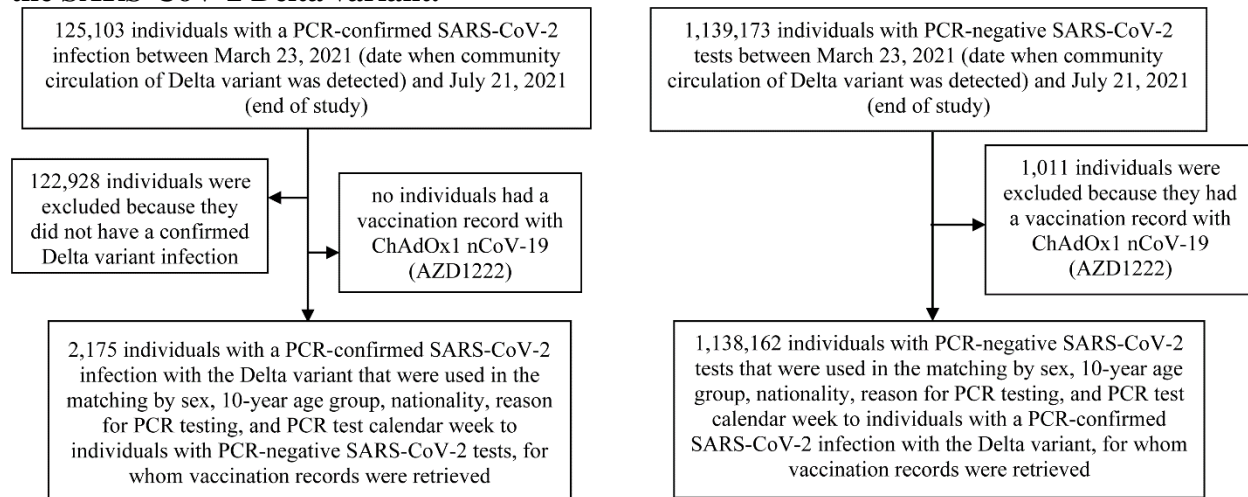 the SARS-CoV-2 Delta variant.
125,103 individuals with a PCR-confirmed SARS-CoV-2
infection between March 23, 2021 (date when community
circulation of Delta variant was detected) and July 21, 2021
(end of study)
122,928 individuals were
excluded because they
did not have a confirmed
Delta variant infection
no individuals had a
vaccination record with
ChAdOx1 nCoV-19
(AZD1222)
2,175 individuals with a PCR-confirmed SARS-CoV-2
infection with the Delta variant that were used in the
matching by sex, 10-year age group, nationality, reason
for PCR testing, and PCR test calendar week to
individuals with PCR-negative SARS-CoV-2 tests, for
whom vaccination records were retrieved
1,139,173 individuals with PCR-negative SARS-CoV-2
tests between March 23, 2021 (date when community
circulation of Delta variant was detected) and July 21, 2021
(end of study)
1,011 individuals were
excluded because they had
a vaccination record with
ChAdOx1 nCoV-19
(AZD1222)
1,138,162 individuals with PCR-negative SARS-CoV-2
tests that were used in the matching by sex, 10-year age
group, nationality, reason for PCR testing, and PCR test
calendar week to individuals with a PCR-confirmed
SARS-CoV-2 infection with the Delta variant, for whom
vaccination records were retrieved